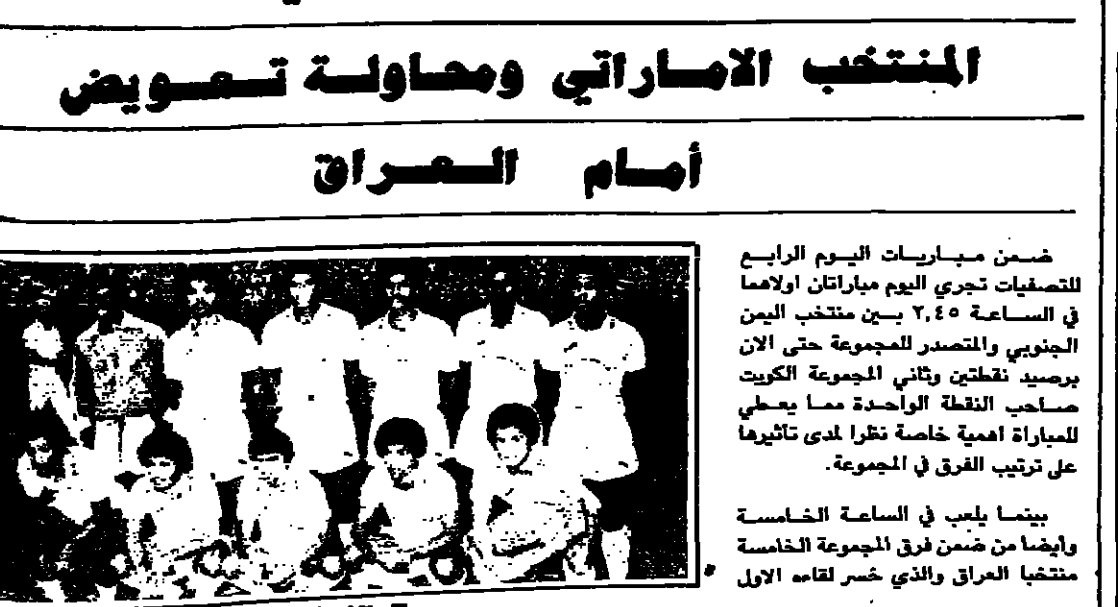 المنتخب الاماراتي ومحاولة تعويض
أمام العراق
ضمن مباريات اليوم الرابع
للتصفيات تجري اليوم مباراتان اولاهما
في الساعة ٢,٤٥ بين منتخب اليمن
الجنوبي والمتصدر للمجموعة حتى الان
برصيد نقطتين وثاني المجموعة الكويت
صاحب النقطة الواحدة مما يعطي
للمباراة اهمية خاصة نظرا لمدى تأثيرها
على ترتيب الفرق في المجموعة.
بينما يلعب في الساعة الخامسة
وأيضا من ضمن فرق المجموعة الخامسة
منتخبا العراق والذي خسر لقاءه الاول